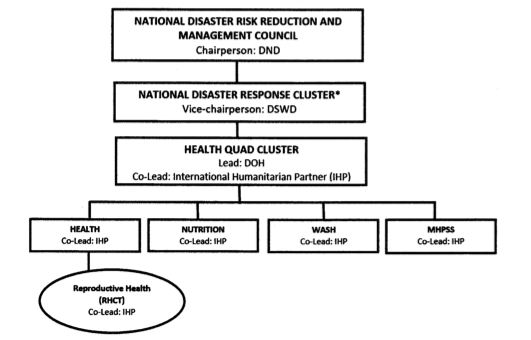 NATIONAL DISASTER RISK REDUCTION AND
MANAGEMENT COUNCIL
Chairperson: DND
NATIONAL DISASTER RESPONSE CLUSTER*
Vice-chairperson: DSWD
HEALTH QUAD CLUSTER
Lead: DOH
Co-Lead: International Humanitarian Partner (IHP)
HEALTH
Co-Lead: IHP
NUTRITION
Co-Lead: IHP
WASH
Co-Lead: IHP
MHPSS
Co-Lead: IHP
Reproductive Health
(RHCT)
Co-Lead: IHP